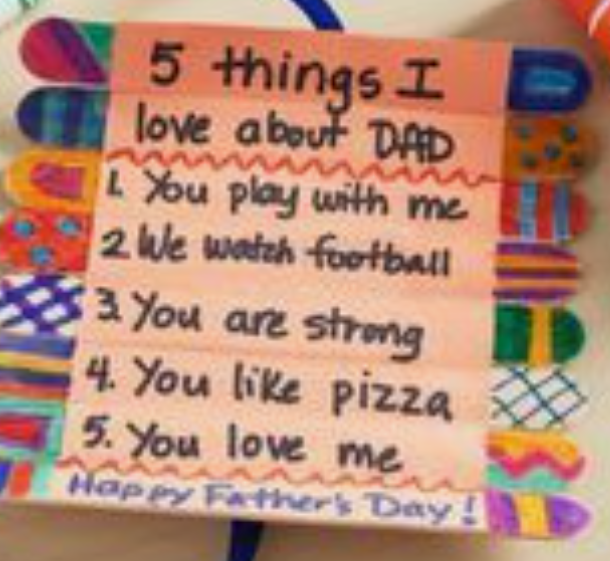 5 things I
love about DAD
1. You play with me
2. We watch football
3. You are strong
4. You like pizza
5. You love me
Happy Father's Day!